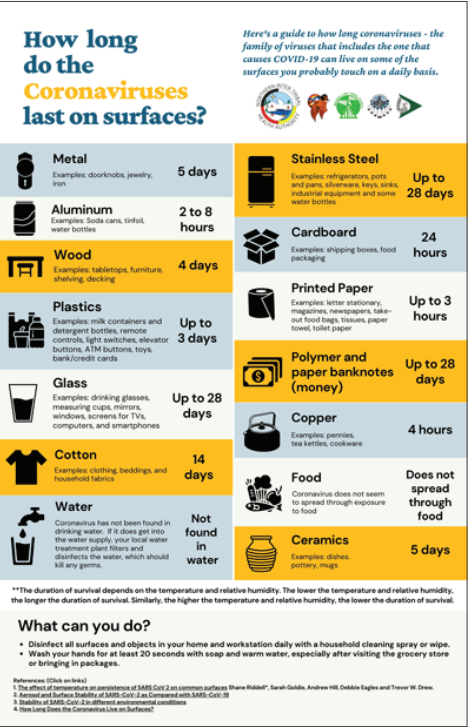 How long
do the
Coronaviruses
last on surfaces?
Here's a guide to how long coronaviruses - the
family of viruses that includes the one that
causes COVID-19 can live on some of the
surfaces you probably touch on a daily basis.
NORTHERN INTER TRIBAL
HEALTH AUTHORITY
Metal
Examples: doorknobs, jewelry,
iron
5 days
Aluminum
Examples: Soda cans, tinfoil,
water bottles
2 to 8
hours
Wood
Examples: tabletops, furniture,
shelving, decking
4 days
Plastics
Examples: milk containers and
detergent bottles, remote
controls, light switches, elevator
buttons, ATM buttons, toys,
bank/credit cards
Up to
3 days
Glass
Examples: drinking glasses,
measuring cups, mirrors,
windows, screens for TVs,
computers, and smartphones
Up to 28
days
Cotton
Examples: clothing, beddings, and
household fabrics
14
days
Water
Coronavirus has not been found in
drinking water. If it does get into
the water supply, your local water
treatment plant filters and
disinfects the water, which should
kill any germs.
Not
found
in
water
Stainless Steel
Examples: refrigerators, pots
and pans, silverware, keys, sinks,
industrial equipment and some
water bottles
Up to
28 days
Cardboard
Examples: shipping boxes, food
packaging
24
hours
Printed Paper
Examples: letter stationary,
magazines, newspapers, take-
out food bags, tissues, paper
towel, toilet paper
Up to 3
hours
Polymer and
paper banknotes
(money)
Up to 28
days
Copper
Examples: pennies,
tea kettles, cookware
4 hours
Food
Coronavirus does not seem
to spread through exposure
to food
Does not
spread
through
food
Ceramics
Examples: dishes,
pottery, mugs
5 days
**The duration of survival depends on the temperature and relative humidity. The lower the temperature and relative humidity,
the longer the duration of survival. Similarly, the higher the temperature and relative humidity, the lower the duration of survival.
What can you do?
• Disinfect all surfaces and objects in your home and workstation daily with a household cleaning spray or wipe.
• Wash your hands for at least 20 seconds with soap and warm water, especially after visiting the grocery store
or bringing in packages.
References: (Click on links)
1. The effect of temperature on persistence of SARS CoV 2 on common surfaces Shane Riddell*, Sarah Goldie, Andrew Hill, Debbie Eagles and Trevor W. Drew.
2. Aerosol and Surface Stability of SARS-CoV-2 as Compared with SARS-CoV-19
3. Stability of SARS-CoV-2 in different environmental conditions
4. How Long Does the Coronavirus Live on Surfaces?